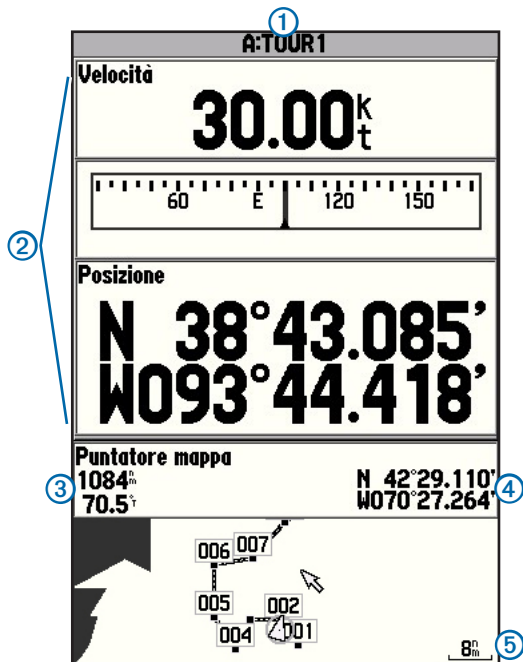 1
A:TOUR1
Velocità
30.00kt
60 E 120 150
2
Posizione
N 38°43.085'
W093°44.418'
Puntatore mappa
3
1084nm
70.5°T
N 42°29.110'
W070°27.264'
4
006 007
005
002
004 001
8nm
5